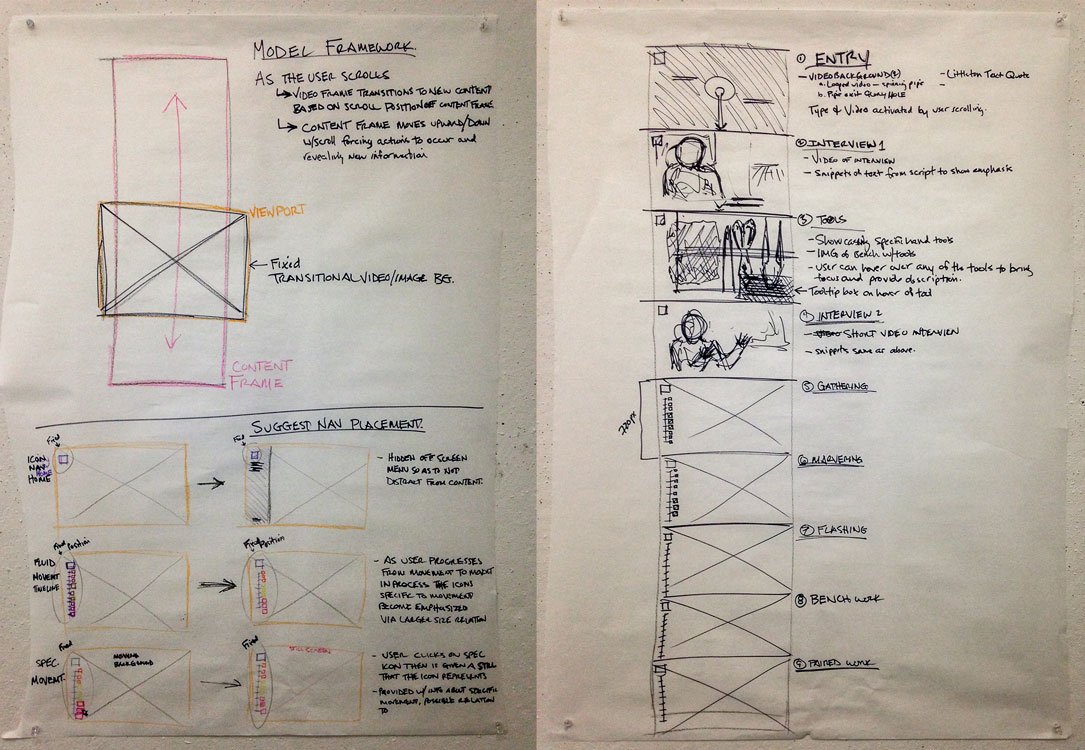 MODEL FRAMEWORK.
AS THE USER SCROLLS
VIDEO FRAME TRANSITIONS TO NEW CONTENT
BASED ON SCROLL POSITION OF CONTENT FRAME
CONTENT FRAME MOVES UPWARD/DOWN
W/SCROLL FORCING ACTIONS TO OCCUR AND
REVEALING NEW INFORMATION
VIEWPORT
FIXED
TRANSITIONAL VIDEO/IMAGE BG.
CONTENT
FRAME
SUGGEST NAV PLACEMENT.
Fixed
ICON
NAV
HOME
Fixed
- HIDDEN OFF SCREEN
MENU SO AS TO NOT
DISTRACT FROM CONTENT.
Fixed Position
FLUID
MOVEMENT
TIMELINE
Fixed Position
- AS USER PROGRESSES
FROM MOVEMENT TO MOVEMENT
IN PROCESS THE ICONS
SPECIFIC TO MOVEMENT
BECOME EMPHASIZED
VIA LARGER SIZE RELATION
Fixed
SPEC.
MOVEMENT.
MOVING
BACKGROUND
Fixed
STILL SCREEN
- USER CLICKS ON SPEC
ICON THEN IS GIVEN A STILL
THAT THE ICON REPRESENTS
- PROVIDED W/ INFO ABOUT SPECIFIC
MOVEMENT, POSSIBLE RELATION
TO
① ENTRY
- VIDEO BACKGROUND(S)
a. Looped video - spinning pipe
b. Pipe exit GLORY HOLE
- Text Quote
Type & Video activated by user scrolling.
② INTERVIEW 1
- VIDEO OF INTERVIEW
- Snippets of text from script to show emphasis
③ TOOLS
- Showcasing specific hand tools
- IMG of Bench w/tools
- user can hover over any of the tools to bring
focus and provide description.
Tooltip box on hover of tool
④ INTERVIEW 2
- SHORT VIDEO INTERVIEW
- snippets same as above.
720px
⑤ GATHERING
⑥ MARVERING
⑦ FLASHING
⑧ BENCH WORK
⑨ PAIRED WORK